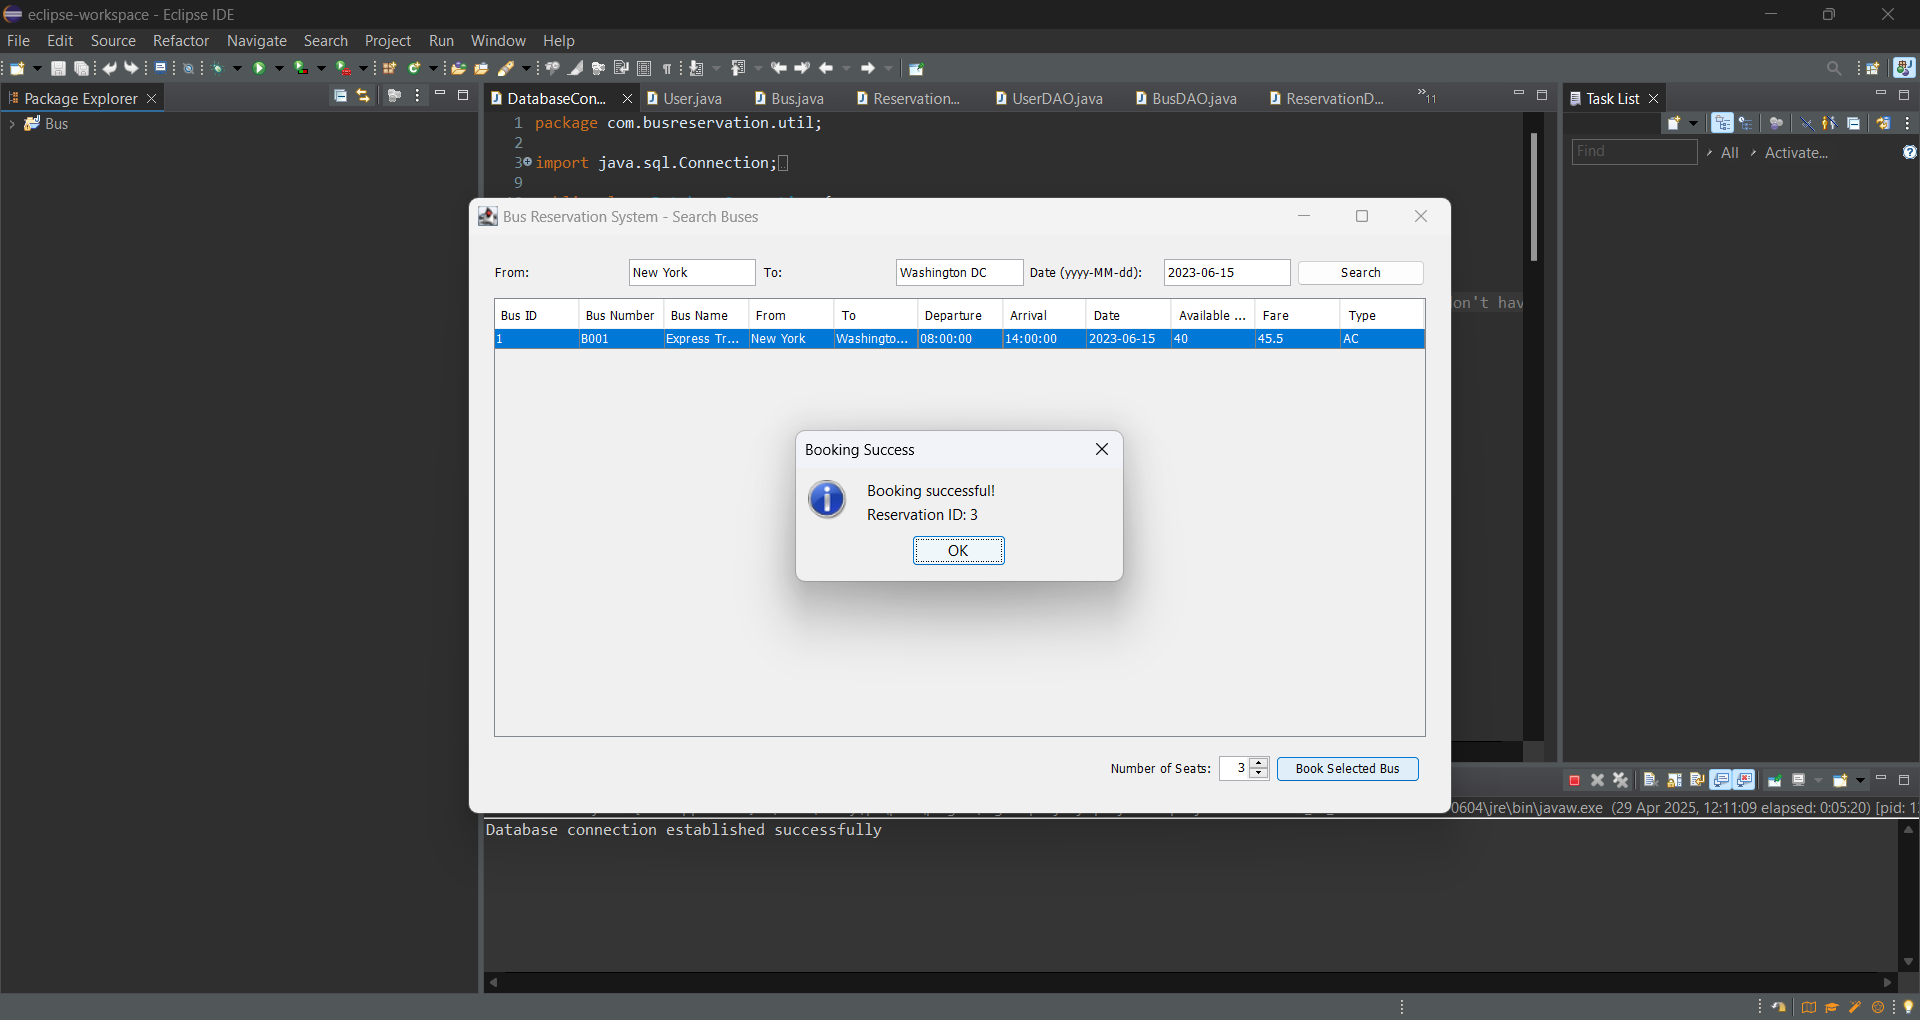 eclipse-workspace - Eclipse IDE
File Edit Source Refactor Navigate Search Project Run Window Help
Package Explorer
Bus
DatabaseCon... User.java Bus.java Reservation... UserDAO.java BusDAO.java ReservationD... 11
1 package com.busreservation.util;
2
3 import java.sql.Connection;
9
on't hav
Task List
Find All Activate...
Bus Reservation System - Search Buses
From: New York To: Washington DC Date (yyyy-MM-dd): 2023-06-15 Search
Bus ID Bus Number Bus Name From To Departure Arrival Date Available ... Fare Type
1 B001 Express Tr... New York Washingto... 08:00:00 14:00:00 2023-06-15 40 45.5 AC
Booking Success
Booking successful!
Reservation ID: 3
OK
Number of Seats: 3 Book Selected Bus
0604\jre\bin\javaw.exe (29 Apr 2025, 12:11:09 elapsed: 0:05:20) [pid: 1
Database connection established successfully